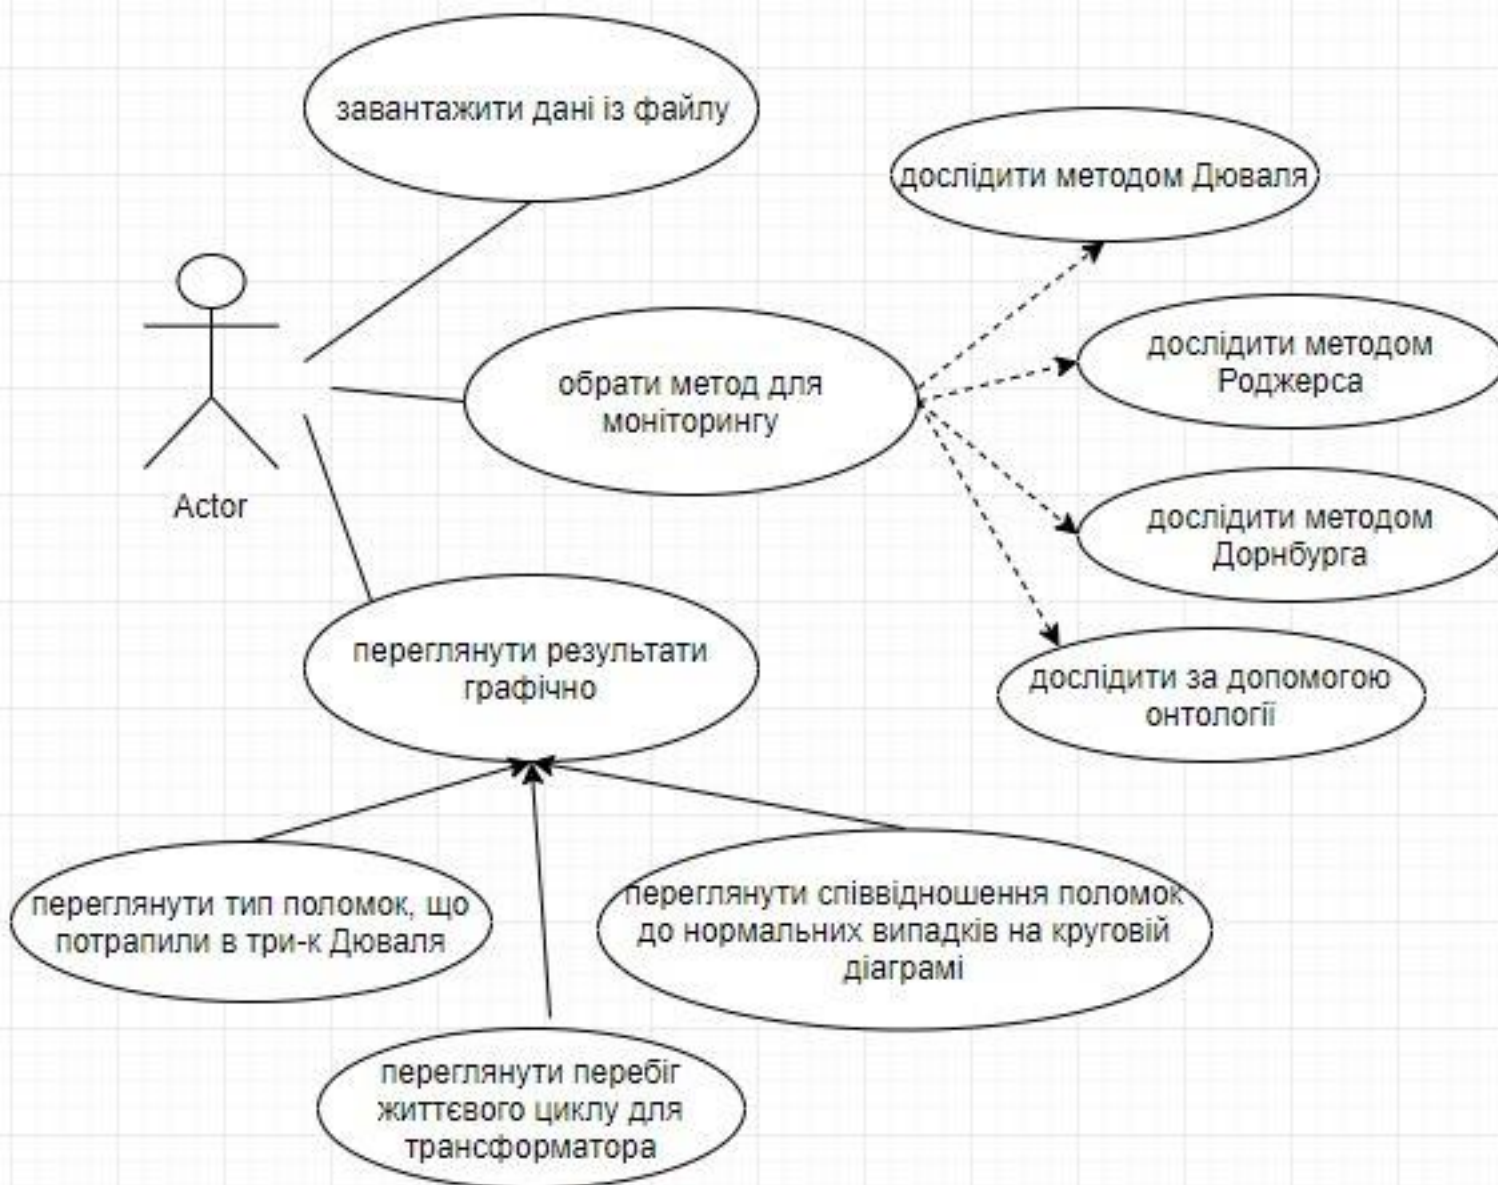 завантажити дані із файлу
дослідити методом Дюваля
дослідити методом
Роджерса
обрати метод для
моніторингу
Actor
дослідити методом
Дорнбурга
переглянути результати
графічно
дослідити за допомогою
онтології
переглянути тип поломок, що
потрапили в три-к Дюваля
переглянути співвідношення поломок
до нормальних випадків на круговій
діаграмі
переглянути перебіг
життєвого циклу для
трансформатора